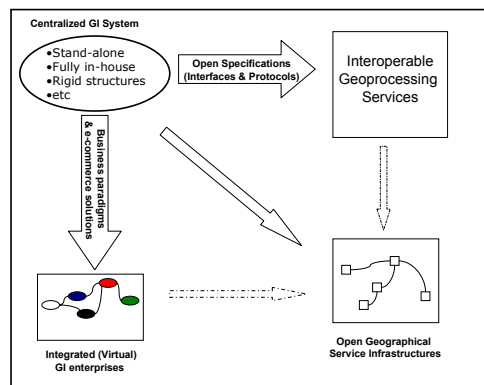 Centralized GI System
•Stand-alone
•Fully in-house
•Rigid structures
•etc
Open Specifications
(Interfaces & Protocols)
Interoperable
Geoprocessing
Services
Business paradigms
& e-commerce solutions
Integrated (Virtual)
GI enterprises
Open Geographical
Service Infrastructures